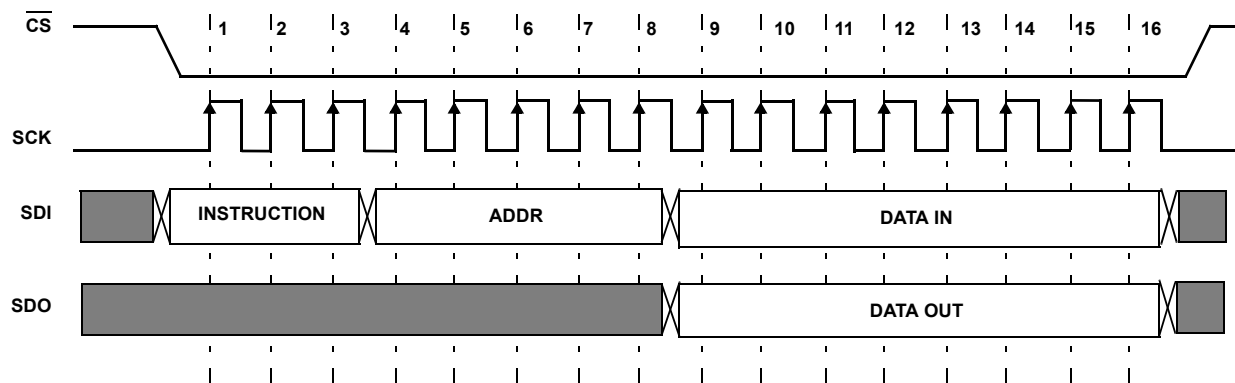 CS 1 2 3 4 5 6 7 8 9 10 11 12 13 14 15 16
SCK
SDI INSTRUCTION ADDR DATA IN
SDO DATA OUT